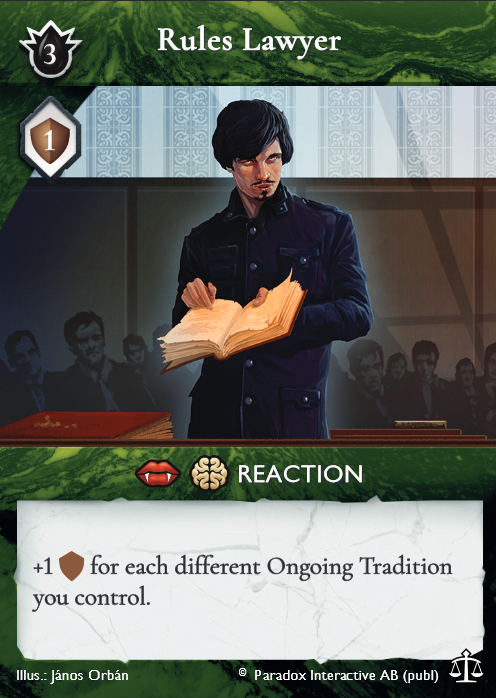 Rules Lawyer
3
1
REACTION
+1 for each different Ongoing Tradition
you control.
Illus.: János Orbán
© Paradox Interactive AB (publ)